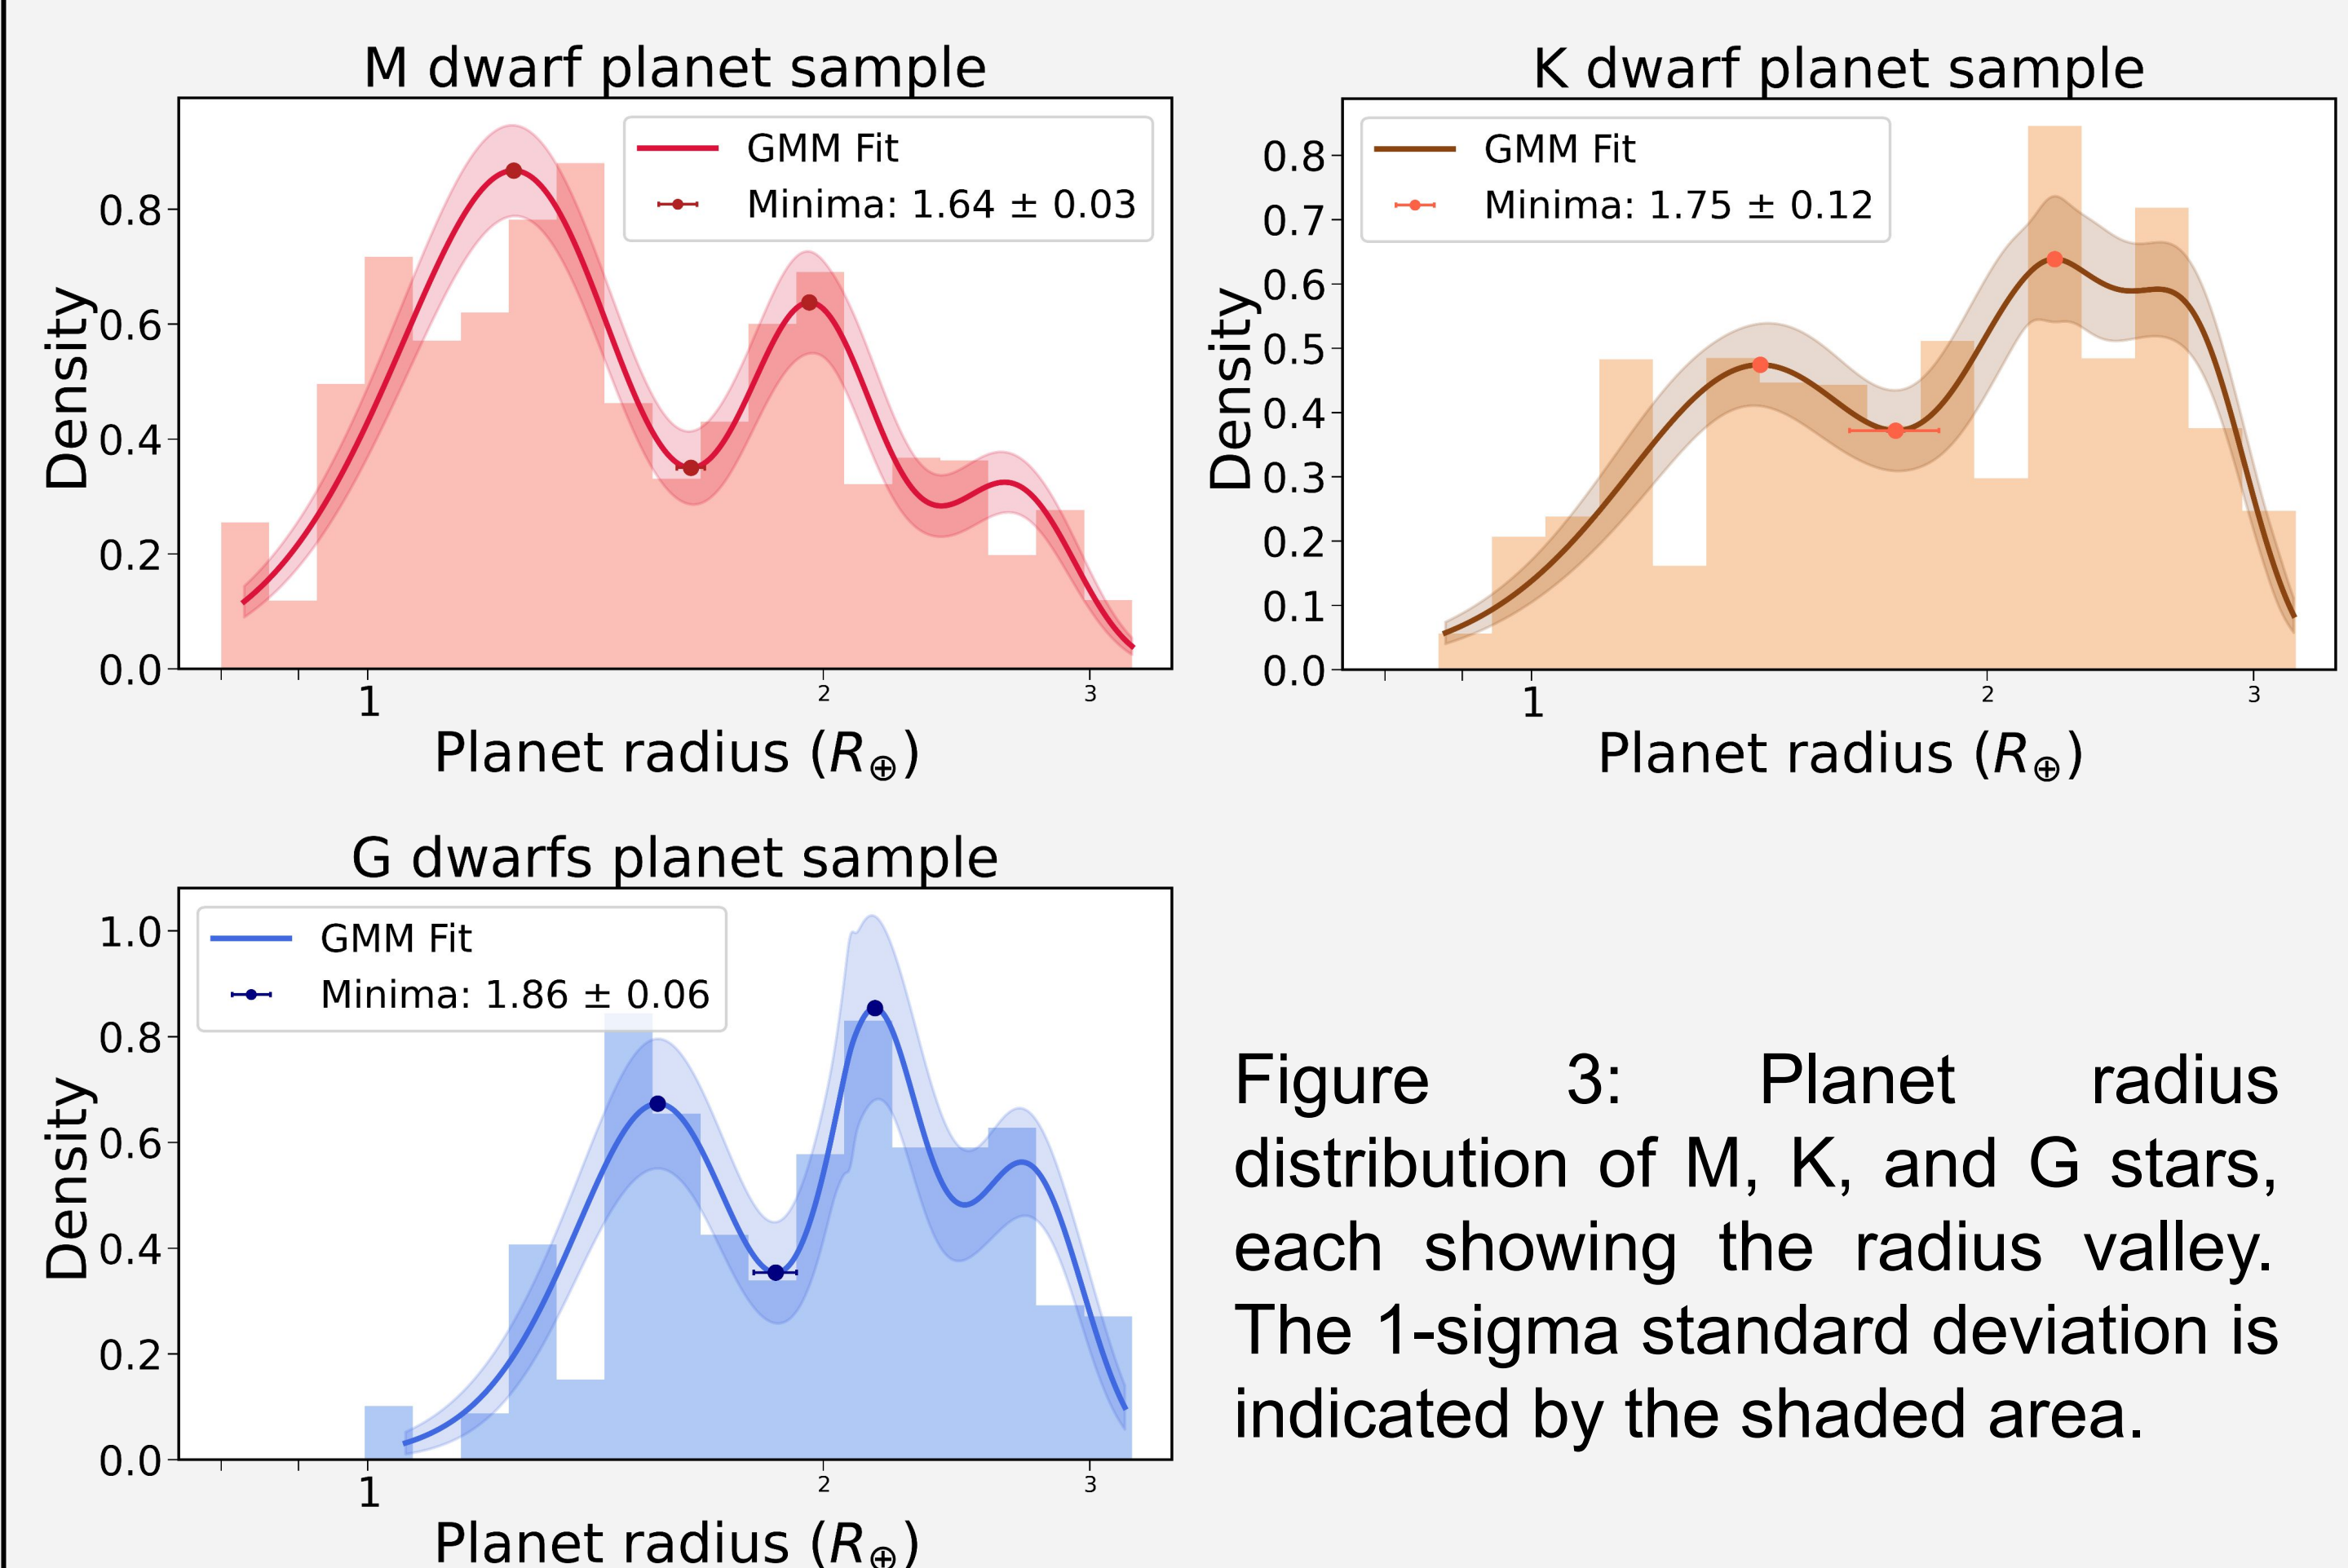 M dwarf planet sample
GMM Fit
Minima: 1.64 ± 0.03
Density
0.8
0.6
0.4
0.2
0.0
1
2
3
Planet radius (R⊕)
K dwarf planet sample
GMM Fit
Minima: 1.75 ± 0.12
Density
0.8
0.7
0.6
0.5
0.4
0.3
0.2
0.1
0.0
1
2
3
Planet radius (R⊕)
G dwarfs planet sample
GMM Fit
Minima: 1.86 ± 0.06
Density
1.0
0.8
0.6
0.4
0.2
0.0
1
2
3
Planet radius (R⊕)
Figure 3: Planet radius
distribution of M, K, and G stars,
each showing the radius valley.
The 1-sigma standard deviation is
indicated by the shaded area.